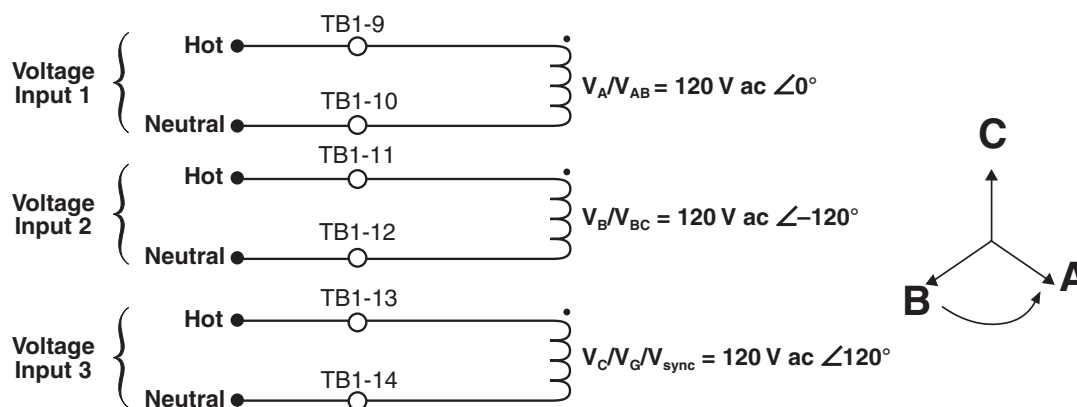 Voltage
Input 1
Hot
TB1-9
Neutral
TB1-10
V_A/V_AB = 120 V ac ∠0°
Voltage
Input 2
Hot
TB1-11
Neutral
TB1-12
V_B/V_BC = 120 V ac ∠–120°
Voltage
Input 3
Hot
TB1-13
Neutral
TB1-14
V_C/V_G/V_sync = 120 V ac ∠120°
C
B
A